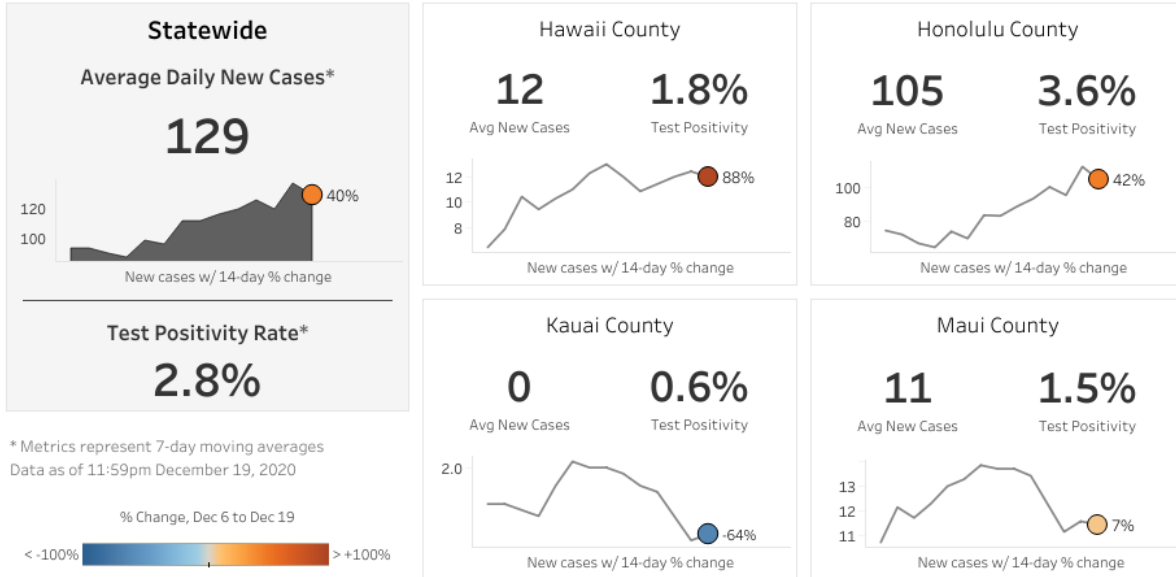 Statewide
Average Daily New Cases*
129
120
100
40%
New cases w/ 14-day % change
Test Positivity Rate*
2.8%
* Metrics represent 7-day moving averages
Data as of 11:59pm December 19, 2020
% Change, Dec 6 to Dec 19
< -100%
> +100%
Hawaii County
12 1.8%
Avg New Cases Test Positivity
12
10
8
88%
New cases w/ 14-day % change
Honolulu County
105 3.6%
Avg New Cases Test Positivity
100
80
42%
New cases w/ 14-day % change
Kauai County
0 0.6%
Avg New Cases Test Positivity
2.0
-64%
New cases w/ 14-day % change
Maui County
11 1.5%
Avg New Cases Test Positivity
13
12
11
7%
New cases w/ 14-day % change